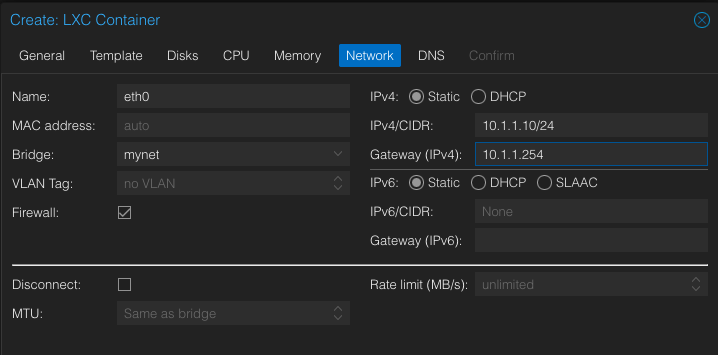 Create: LXC Container
General Template Disks CPU Memory Network DNS Confirm
Name: eth0
IPv4: Static DHCP
MAC address: auto
IPv4/CIDR: 10.1.1.10/24
Bridge: mynet
Gateway (IPv4): 10.1.1.254
VLAN Tag: no VLAN
IPv6: Static DHCP SLAAC
Firewall:
IPv6/CIDR: None
Gateway (IPv6):
Disconnect:
Rate limit (MB/s): unlimited
MTU: Same as bridge